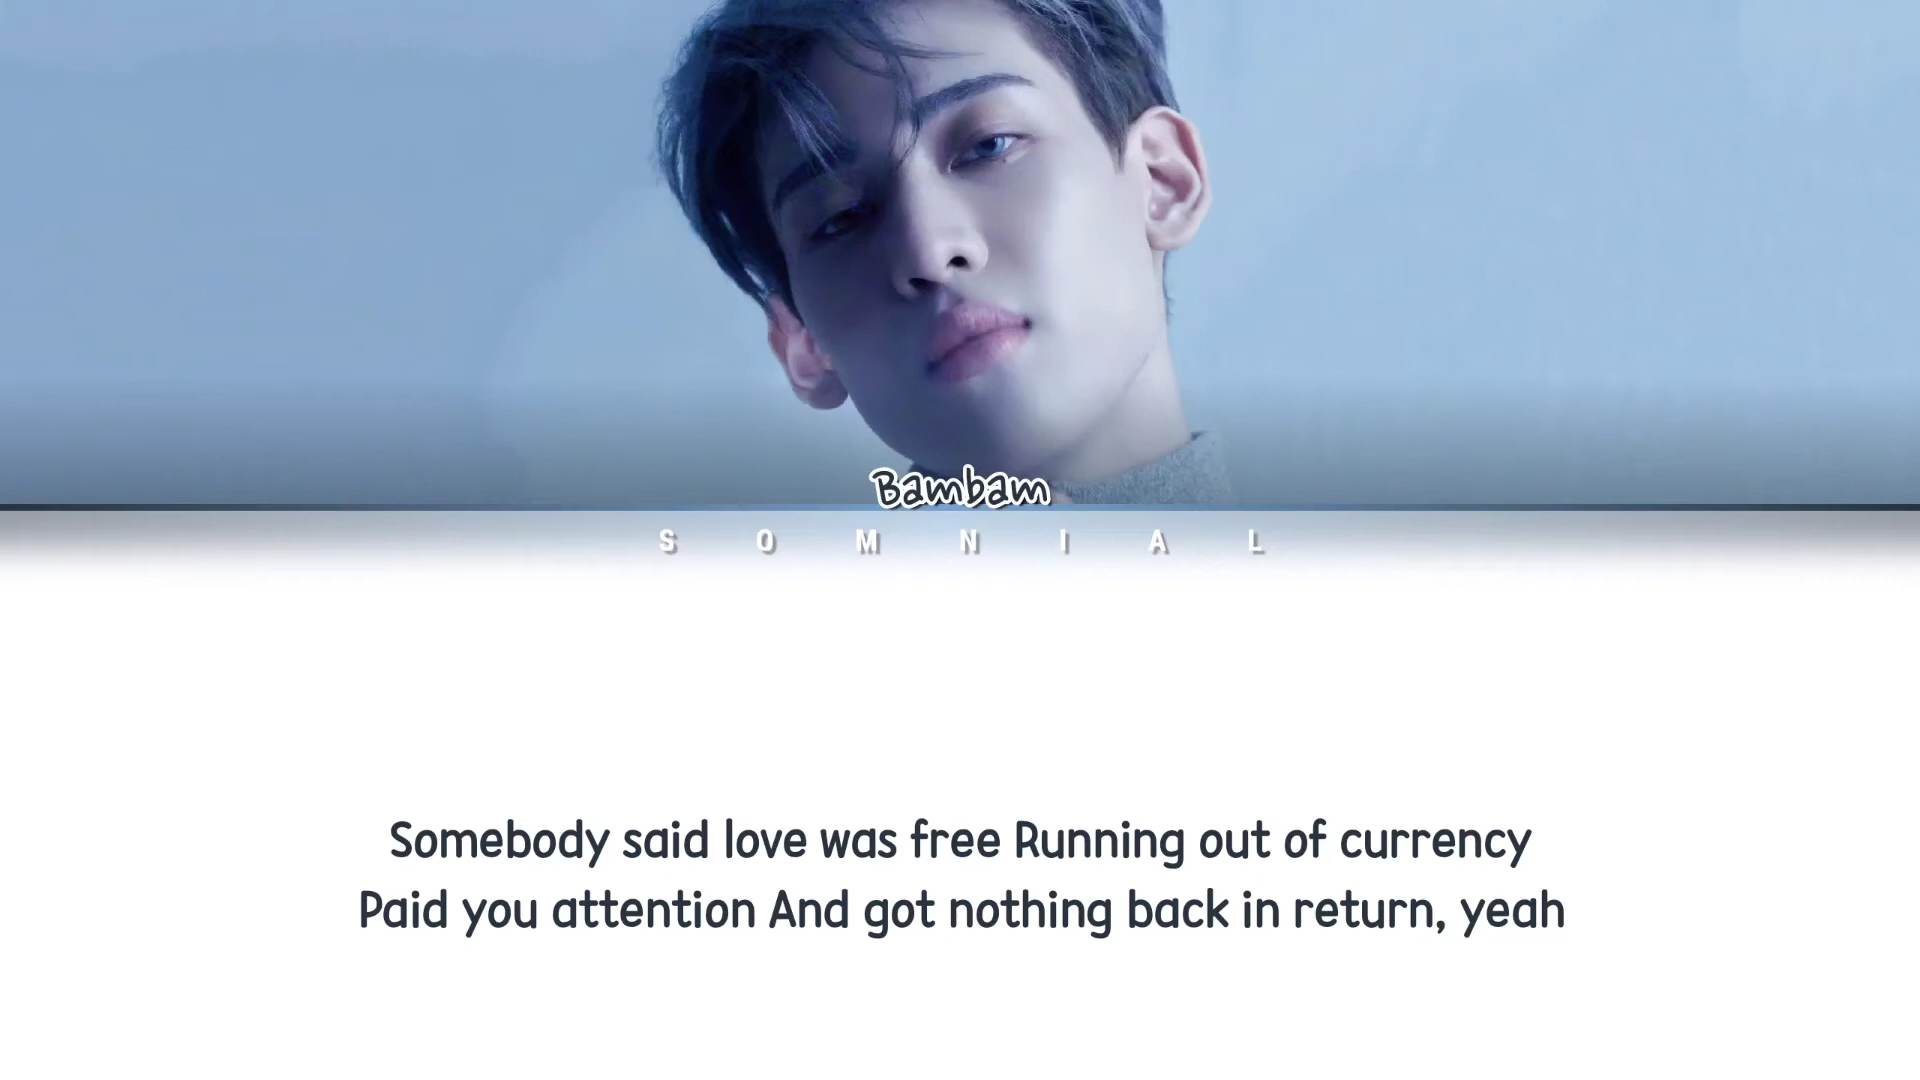 Bambam
SOMNIAL
Somebody said love was free Running out of currency
Paid you attention And got nothing back in return, yeah